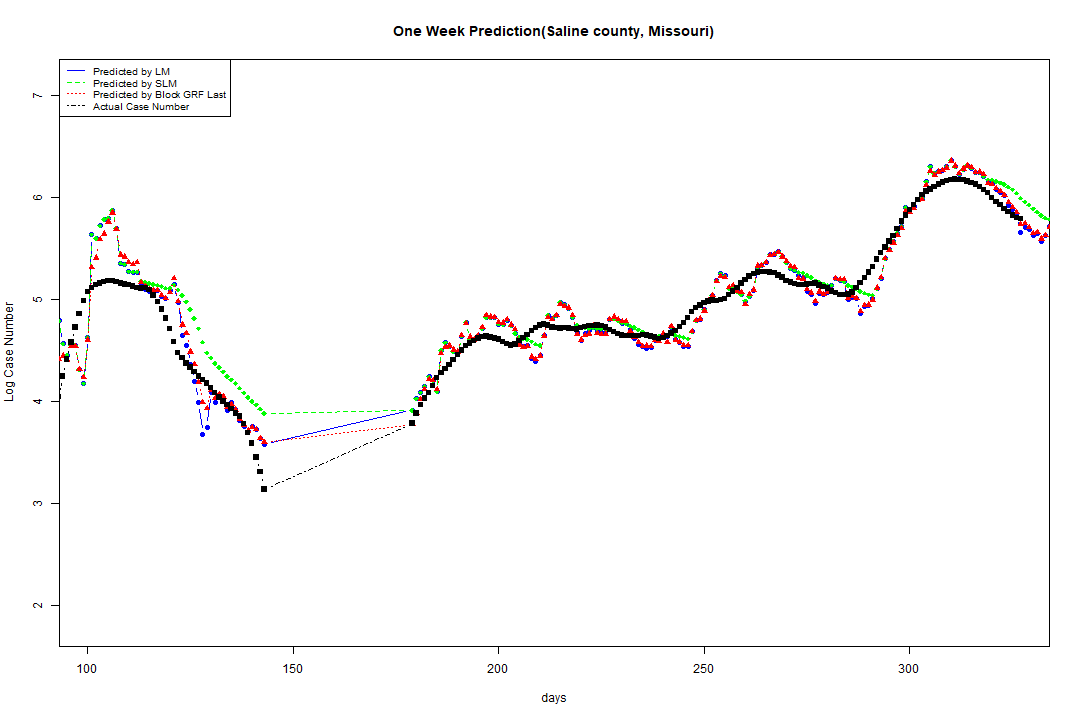 One Week Prediction(Saline county, Missouri)
Predicted by LM
Predicted by SLM
Predicted by Block GRF Last
Actual Case Number
7
6
5
4
3
2
Log Case Number
100 150 200 250 300
days